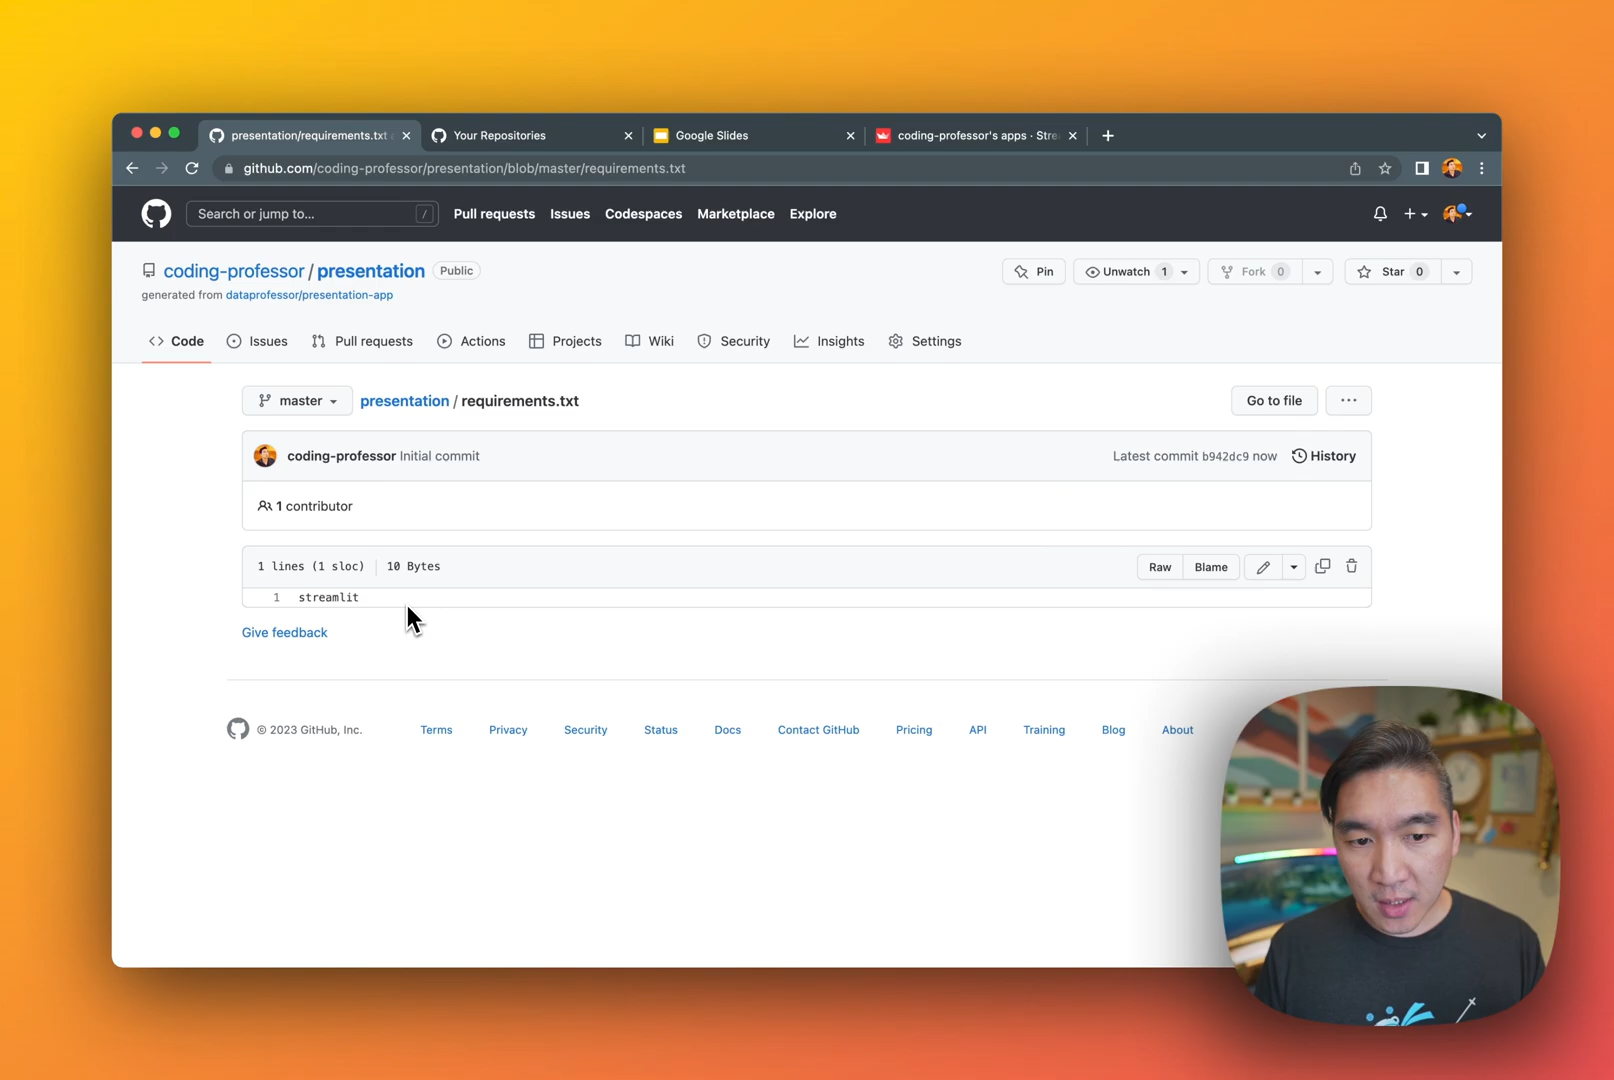 presentation/requirements.txt
Your Repositories
Google Slides
coding-professor's apps · Stre
github.com/coding-professor/presentation/blob/master/requirements.txt
Search or jump to...
/
Pull requests
Issues
Codespaces
Marketplace
Explore
coding-professor / presentation
Public
Pin
Unwatch 1
Fork 0
Star 0
generated from dataprofessor/presentation-app
Code
Issues
Pull requests
Actions
Projects
Wiki
Security
Insights
Settings
master
presentation / requirements.txt
Go to file
coding-professor Initial commit
Latest commit b942dc9 now
History
1 contributor
1 lines (1 sloc)
10 Bytes
Raw
Blame
1 streamlit
Give feedback
© 2023 GitHub, Inc.
Terms
Privacy
Security
Status
Docs
Contact GitHub
Pricing
API
Training
Blog
About